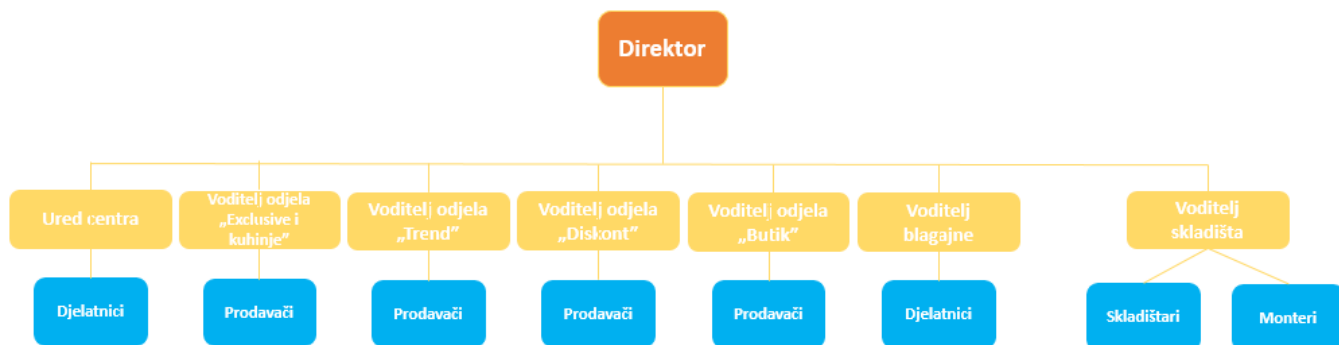 Direktor
Ured centra
Voditelj odjela
„Exclusive i
kuhinje”
Voditelj odjela
„Trend”
Voditelj odjela
„Diskont”
Voditelj odjela
„Butik”
Voditelj
blagajne
Voditelj
skladišta
Djelatnici
Prodavači
Prodavači
Prodavači
Prodavači
Djelatnici
Skladištari
Monteri